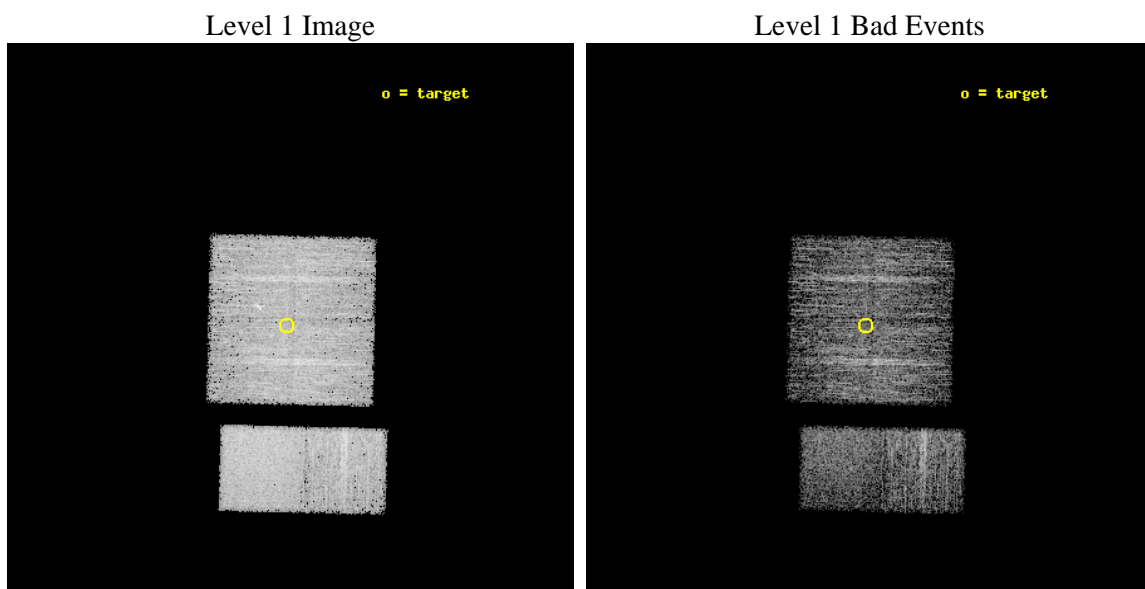 Level 1 Image
Level 1 Bad Events
o = target
o = target